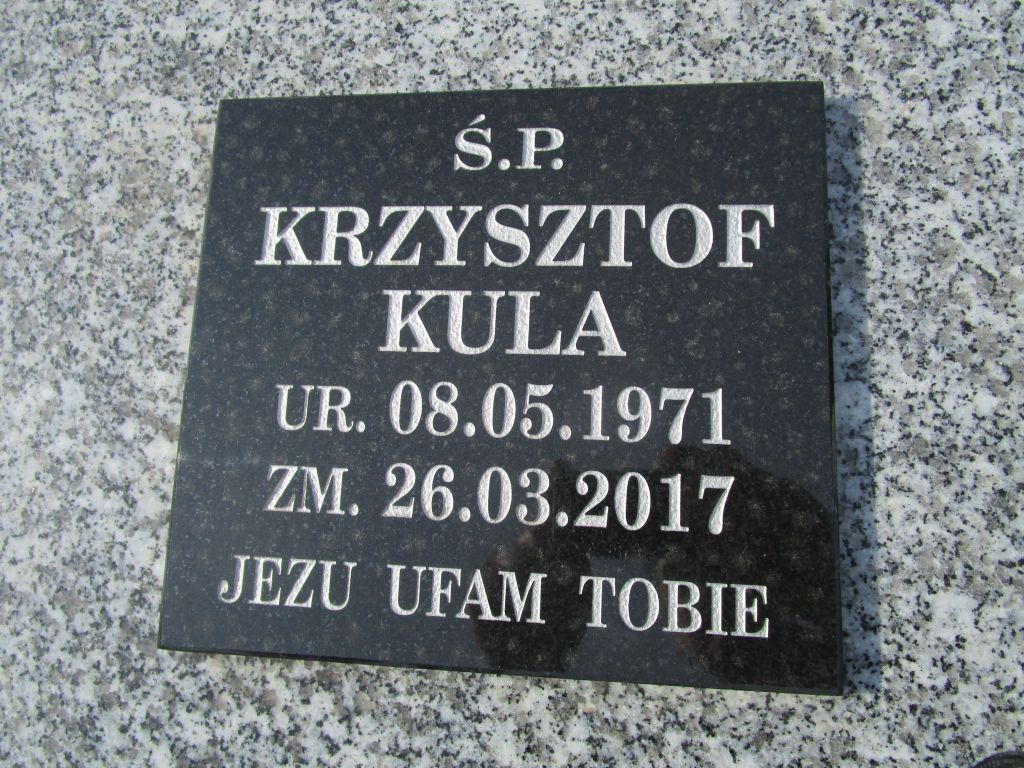 Ś.P.
KRZYSZTOF
KULA
UR. 08.05.1971
ZM. 26.03.2017
JEZU UFAM TOBIE